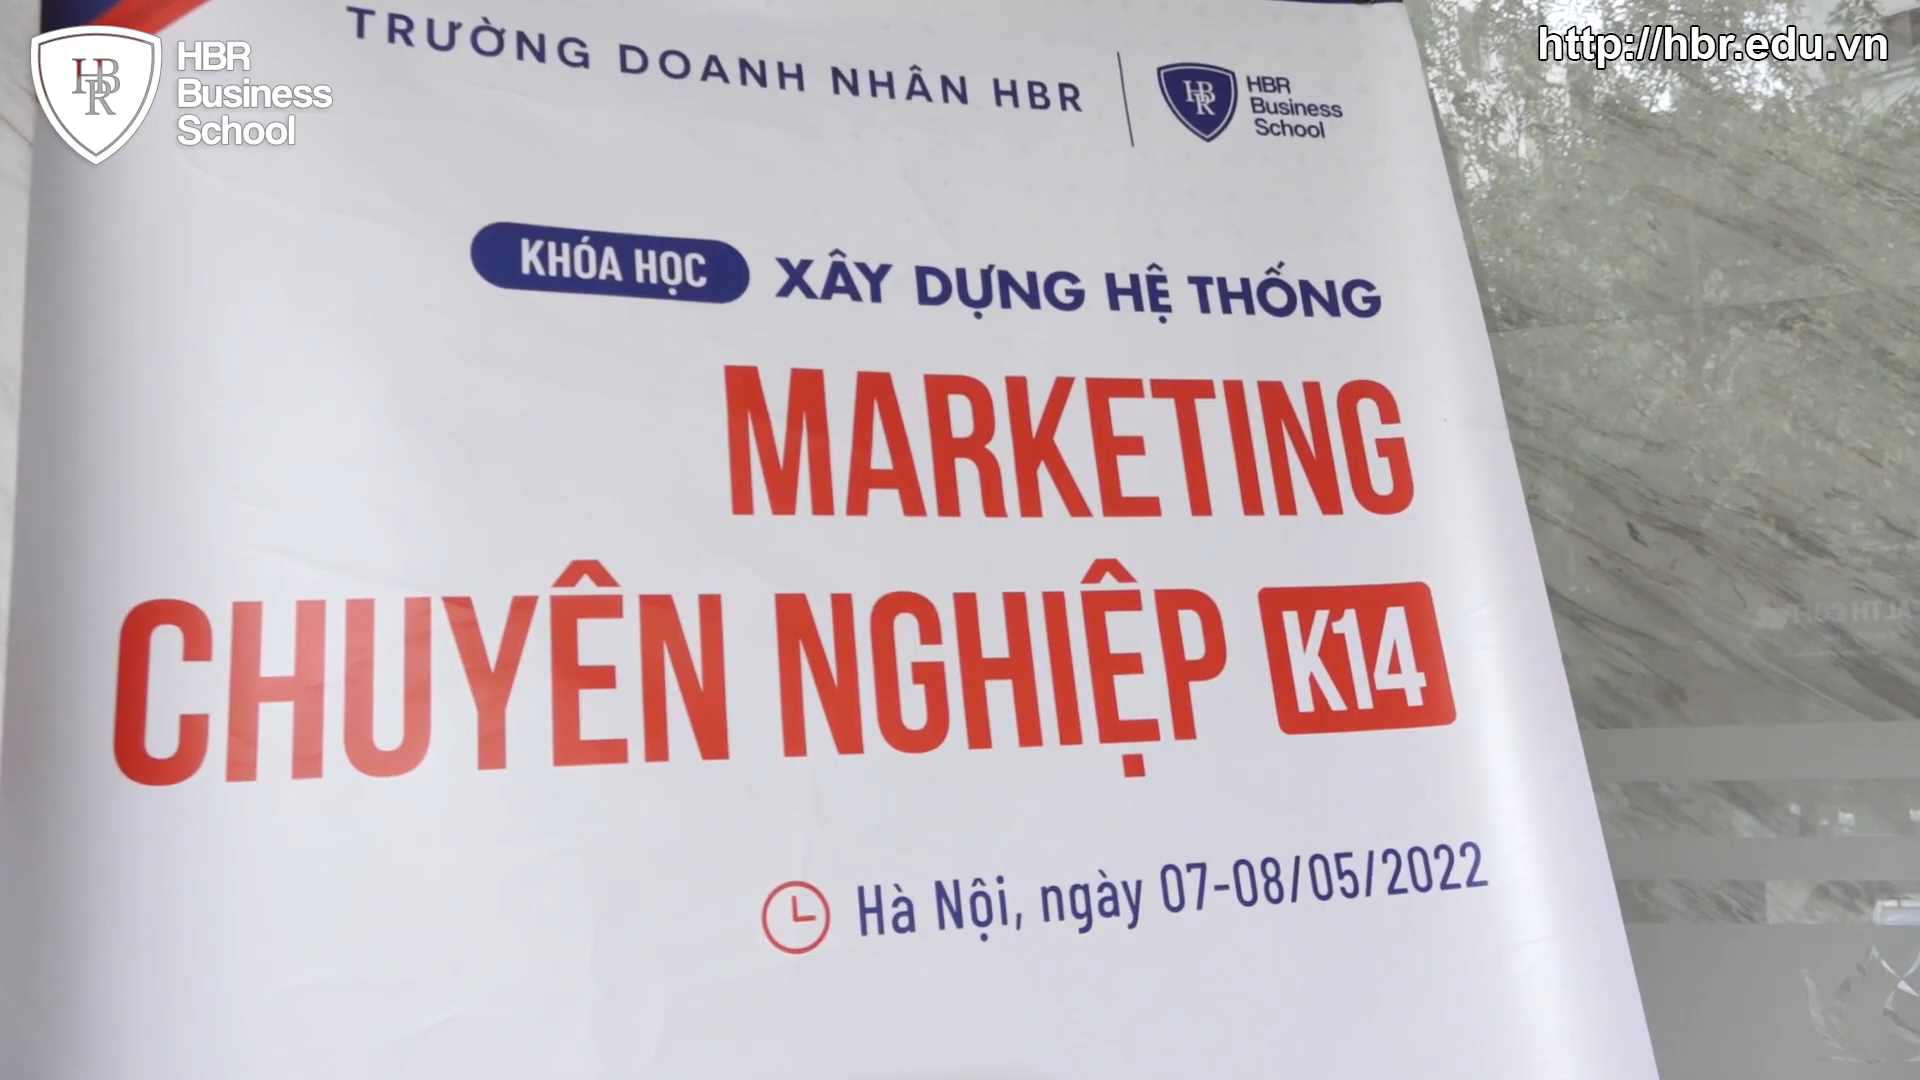 HBR
Business
School
http://hbr.edu.vn
TRƯỜNG DOANH NHÂN HBR
HBR
Business
School
KHÓA HỌC XÂY DỰNG HỆ THỐNG
MARKETING
CHUYÊN NGHIỆP K14
Hà Nội, ngày 07-08/05/2022